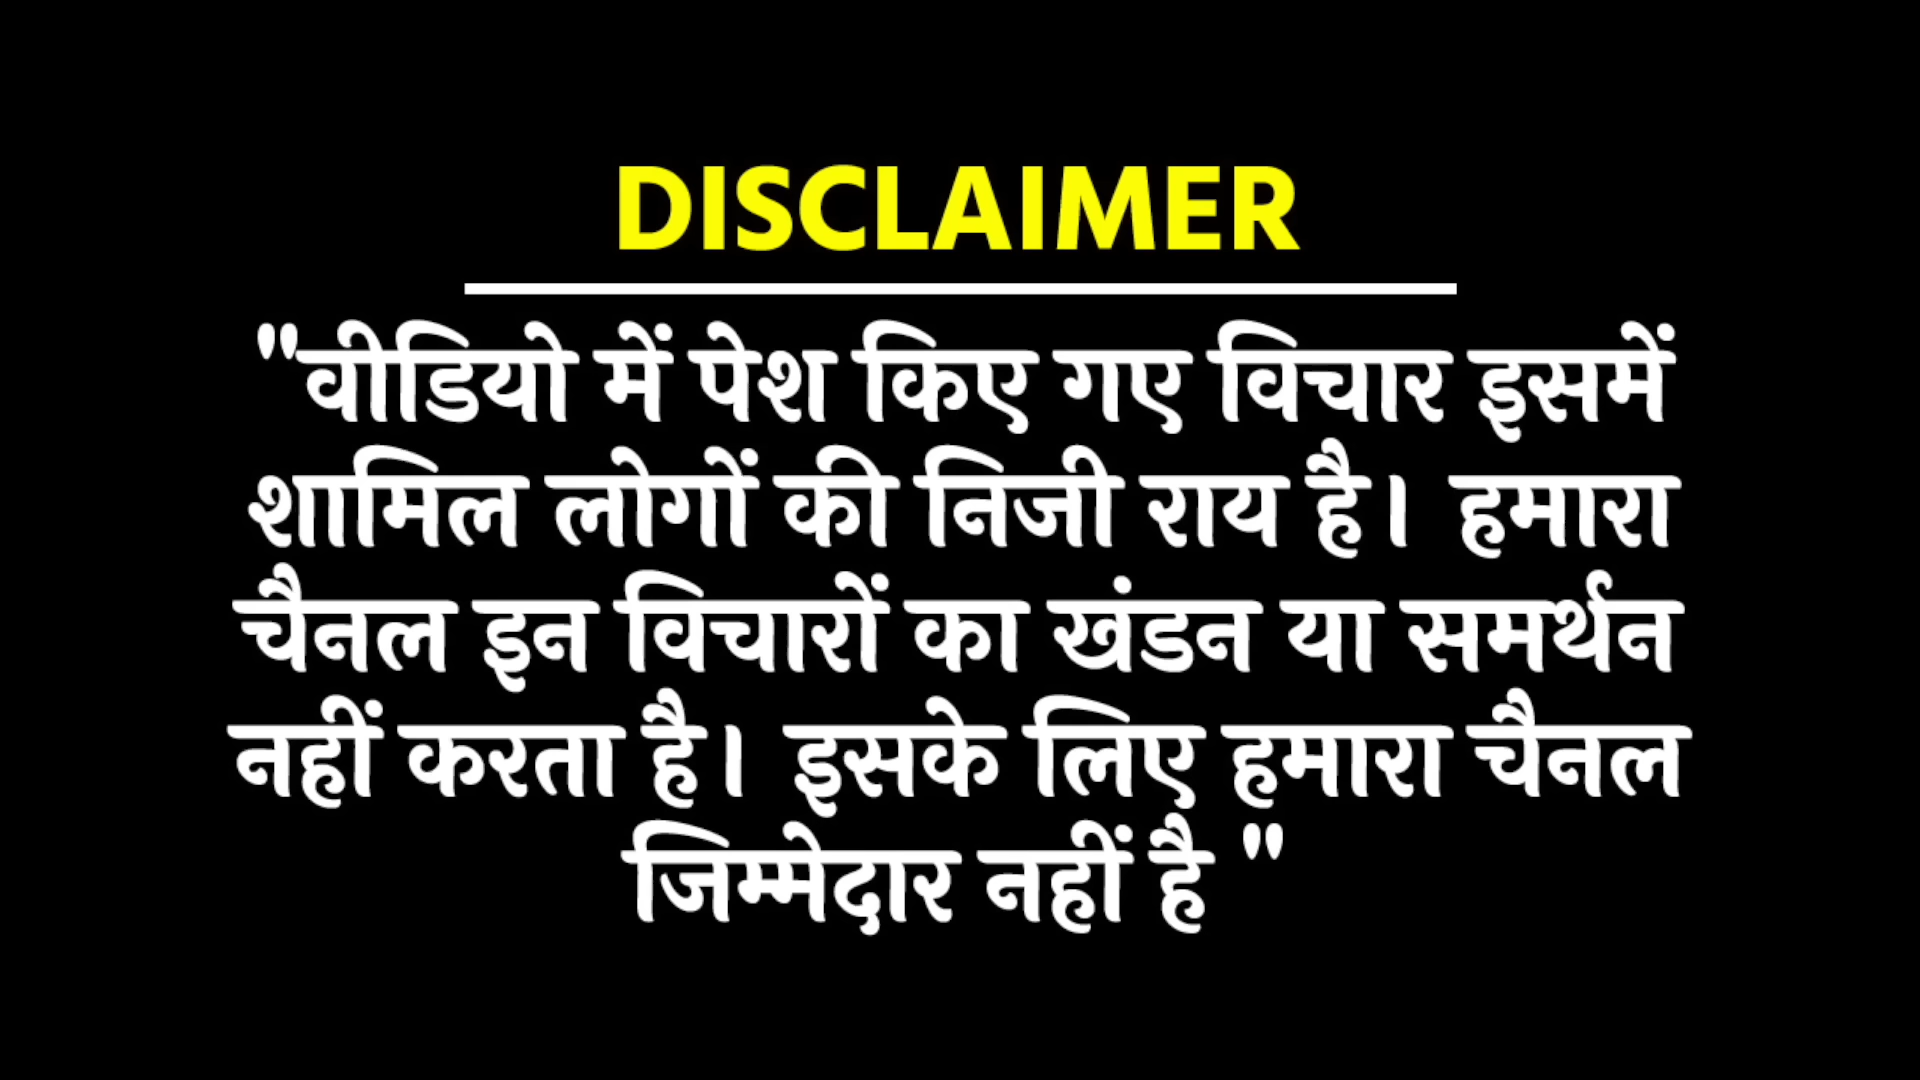 DISCLAIMER
"वीडियो में पेश किए गए विचार इसमें
शामिल लोगों की निजी राय है। हमारा
चैनल इन विचारों का खंडन या समर्थन
नहीं करता है। इसके लिए हमारा चैनल
जिम्मेदार नहीं है "